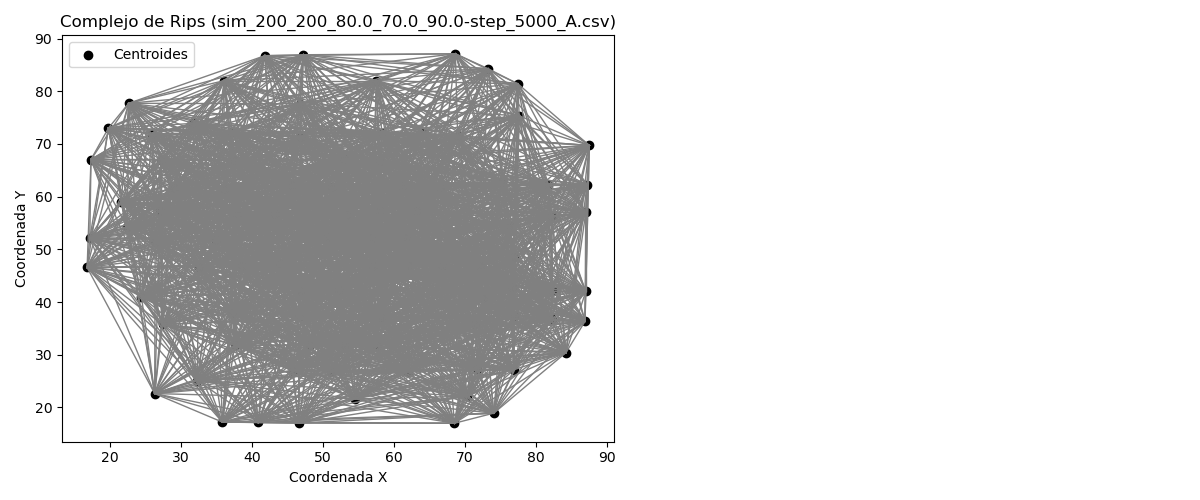 Complejo de Rips (sim_200_200_80.0_70.0_90.0-step_5000_A.csv)
Centroides
Coordenada Y
90
80
70
60
50
40
30
20
20 30 40 50 60 70 80 90
Coordenada X